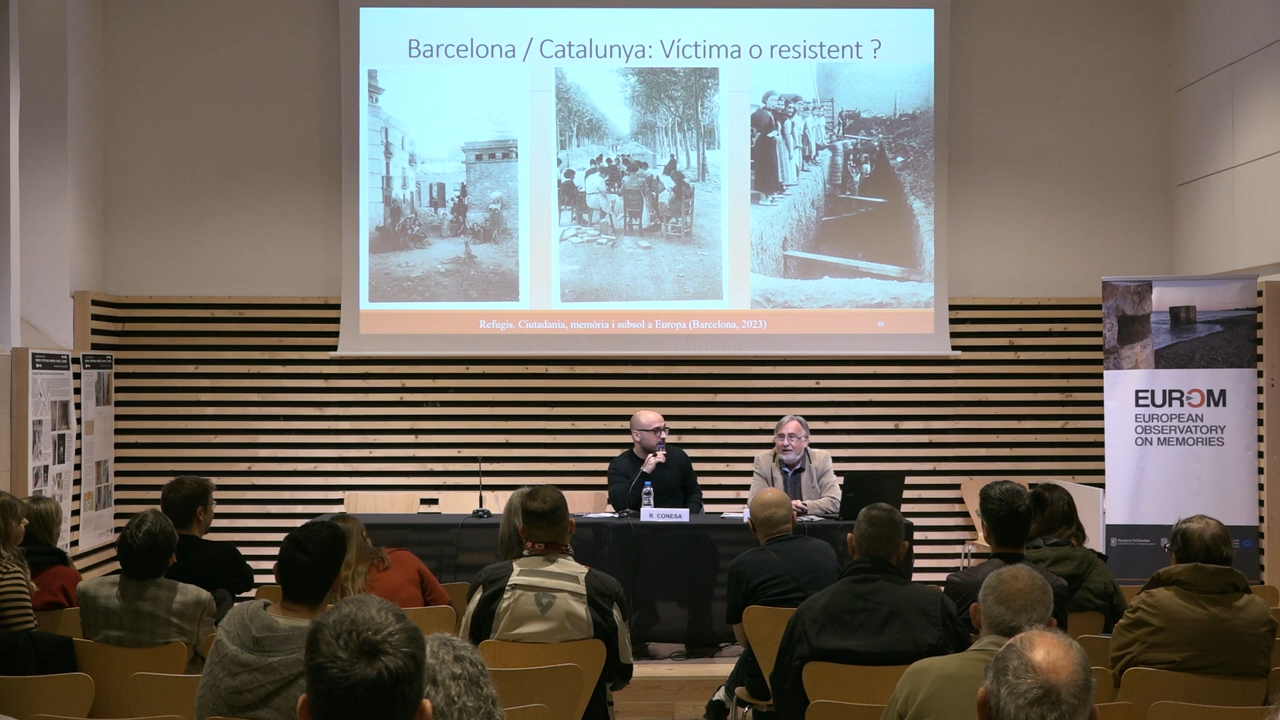 Barcelona / Catalunya: Víctima o resistent ?
Refugis. Ciutadania, memòria i subsol a Europa (Barcelona, 2023)
EUROM
EUROPEAN
OBSERVATORY
ON MEMORIES
R. CONESA